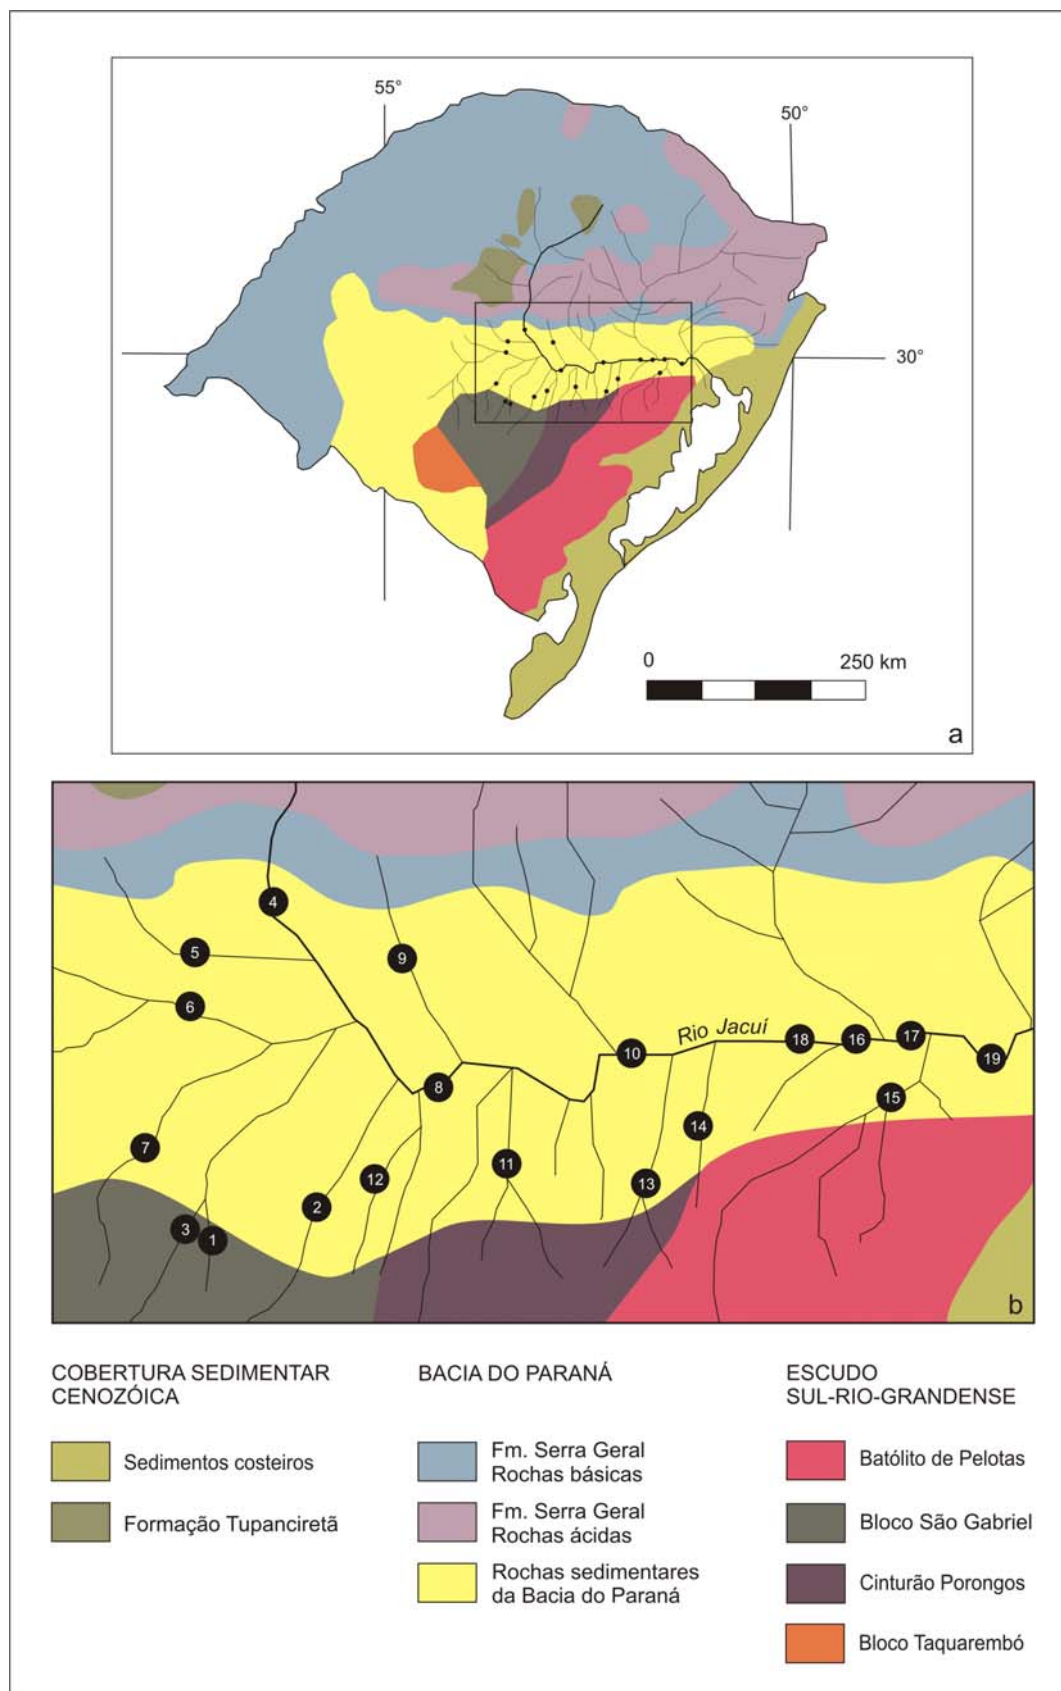 55°
50°
30°
0 250 km
a
4
5
9
6
Rio Jacuí
10 18 16 17
19
8
15
14
7
11
12
13
2
3
1
b
COBERTURA SEDIMENTAR
CENOZÓICA
Sedimentos costeiros
Formação Tupanciretã
BACIA DO PARANÁ
Fm. Serra Geral
Rochas básicas
Fm. Serra Geral
Rochas ácidas
Rochas sedimentares
da Bacia do Paraná
ESCUDO
SUL-RIO-GRANDENSE
Batólito de Pelotas
Bloco São Gabriel
Cinturão Porongos
Bloco Taquarembó